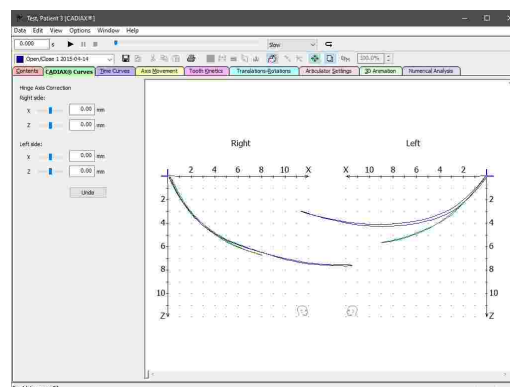 Test, Patient 3 [CADIAX®]
Data Edit View Options Window Help
0.000 s Slow
Open/Close 1 2015-04-14 100.0%
Contents CADIAX® Curves Time Curves Axis Movement Tooth Kinetics Translations-Rotations Articulator Settings 3D Animation Numerical Analysis
Hinge Axis Correction
Right side:
X 0.00 mm
Z 0.00 mm
Left side:
X 0.00 mm
Z 0.00 mm
Undo
Right Left
2 4 6 8 10 X X 10 8 6 4 2
2 2
4 4
6 6
8 8
10 10
Z Z